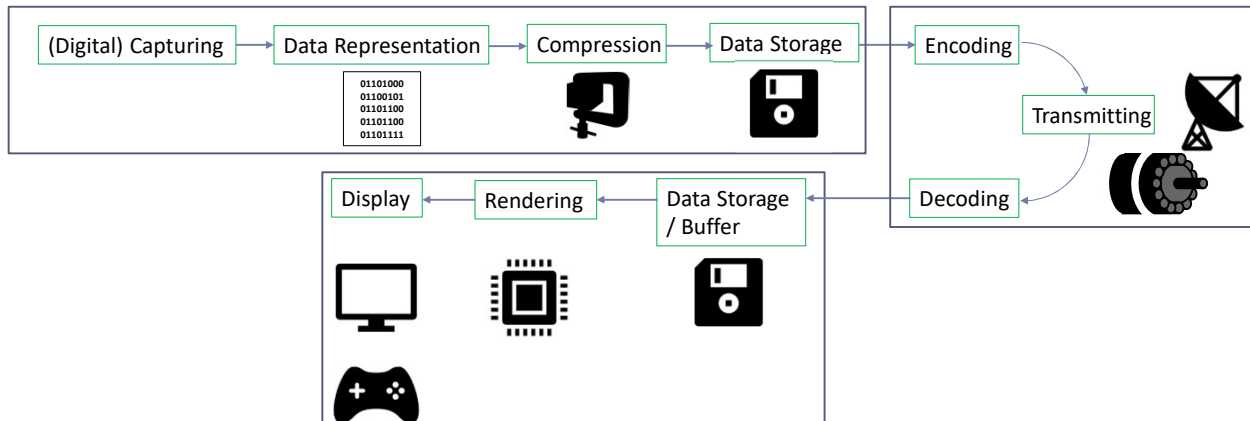 (Digital) Capturing
Data Representation
Compression
Data Storage
Encoding
01101000
01100101
01101100
01101100
01101111
Transmitting
Decoding
Display
Rendering
Data Storage
/ Buffer